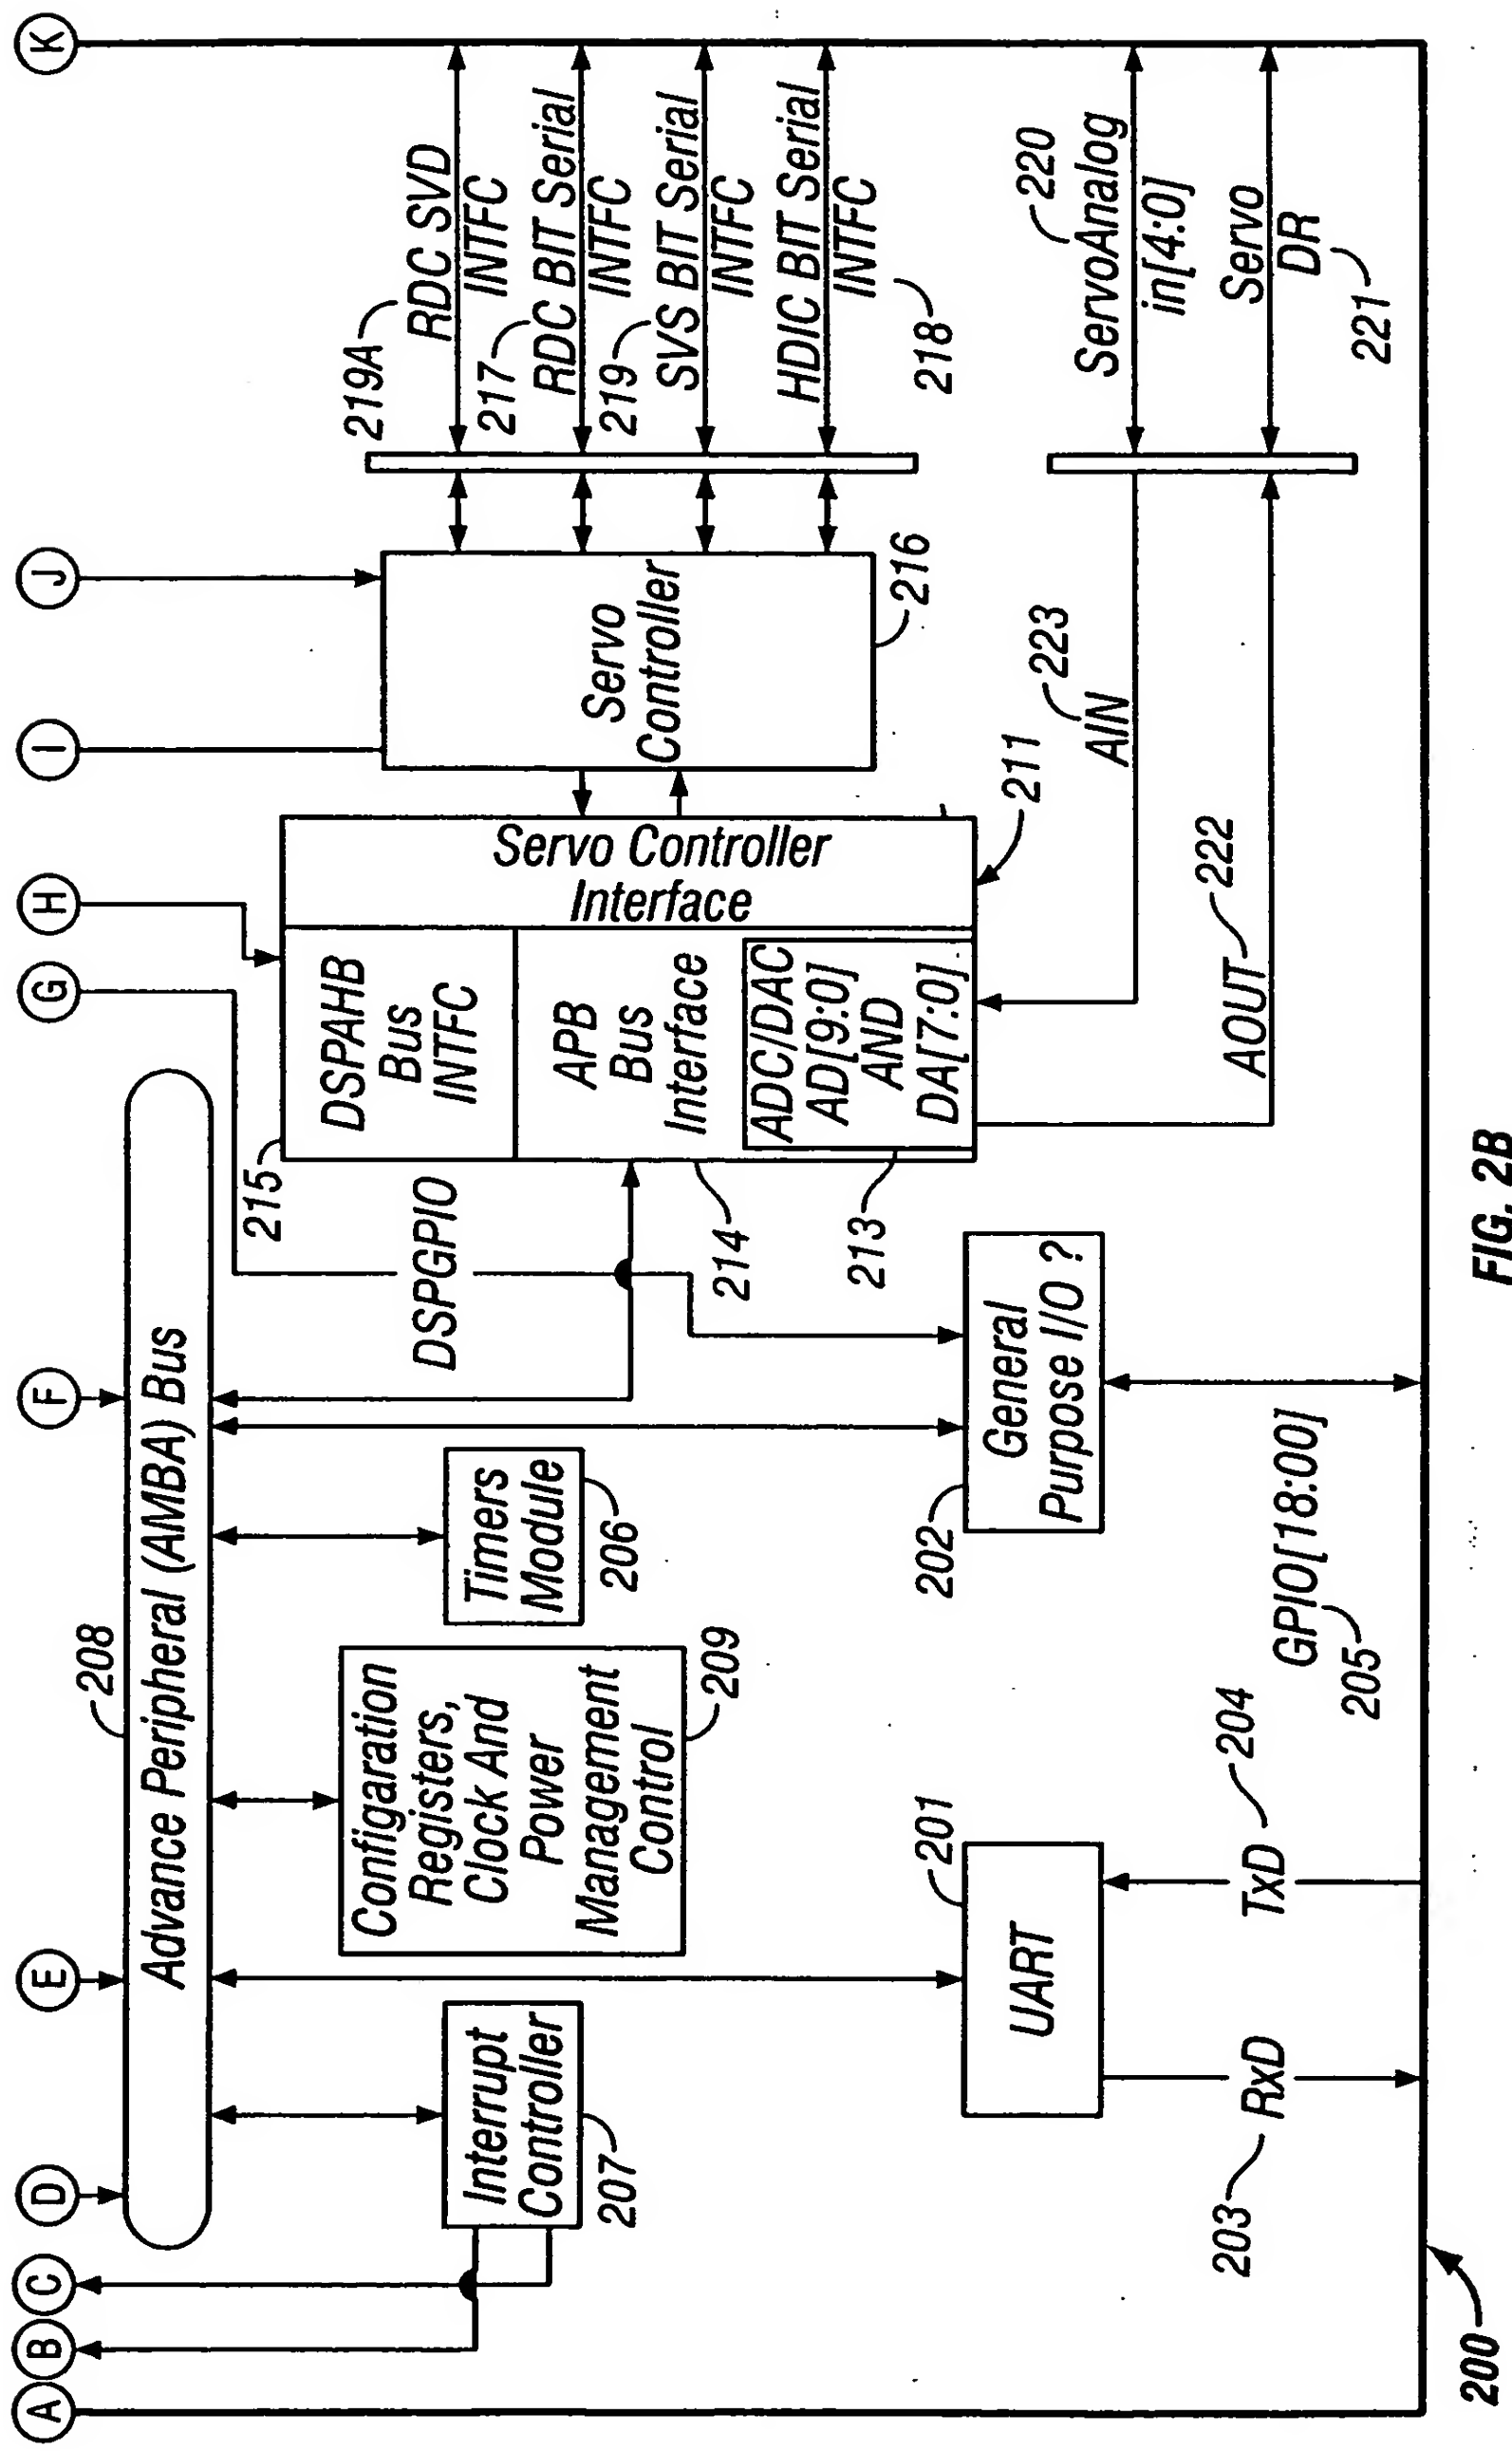 A
B
C
D
E
F
G
H
I
J
K
208
Advance Peripheral (AMBA) Bus
Interrupt
Controller
207
Configaration
Registers,
Clock And
Power
Management
Control
209
Timers
Module
206
DSPGPIO
215
DSPAHB
Bus
INTFC
APB
Bus
Interface
214
ADC/DAC
AD[9:0]
AND
DA[7:0]
213
Servo Controller
Interface
211
Servo
Controller
216
219A
RDC SVD
INTFC
217
RDC BIT Serial
INTFC
219
SVS BIT Serial
INTFC
HDIC BIT Serial
INTFC
218
220
ServoAnalog
in[4:0]
Servo
DR
221
223
AIN
222
AOUT
201
UART
203
RxD
TxD
204
202
General
Purpose I/O ?
GPIO[18:00]
205
200
FIG. 2B